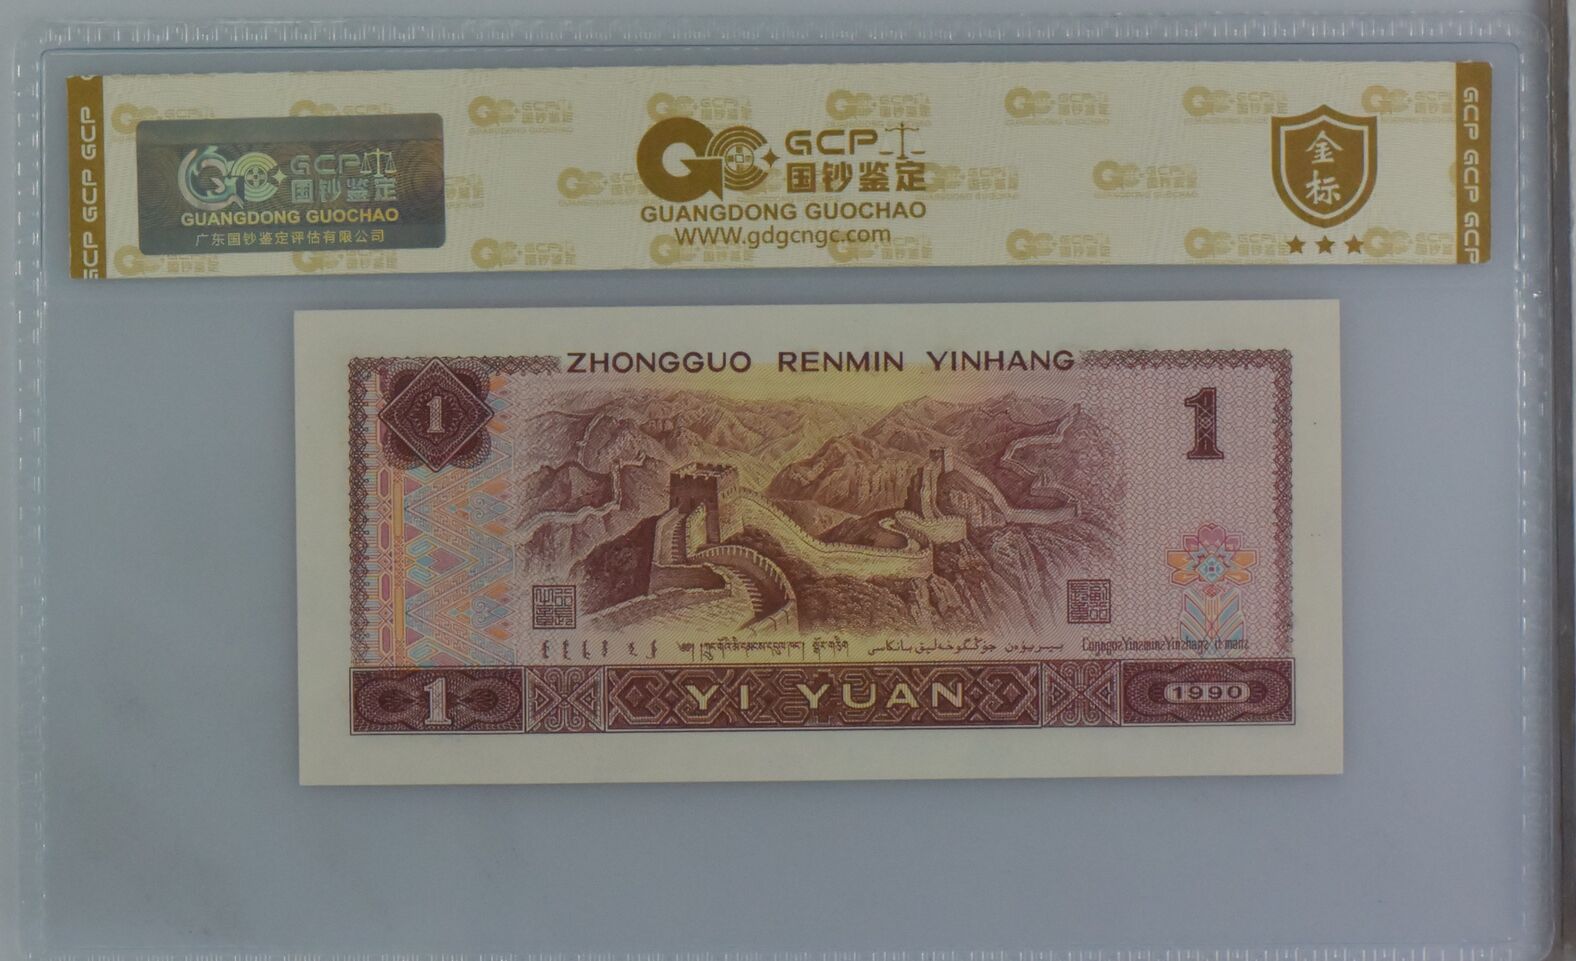 GCP 国钞鉴定
GUANGDONG GUOCHAO
广东国钞鉴定评估有限公司
GCP 国钞鉴定
GUANGDONG GUOCHAO
WWW.gdgcngc.com
金标
GCP GCP GCP
GCP GCP GCP
ZHONGGUO RENMIN YINHANG
1
1
1 YI YUAN 1990